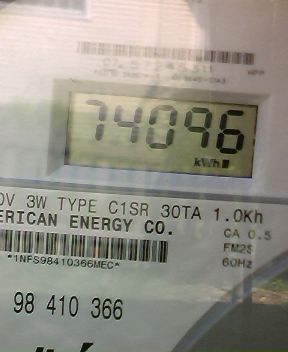 74096
kWh
0V 3W TYPE C1SR 30TA 1.0Kh
ERICAN ENERGY CO.
CA 0.5
FM2S
60Hz
*1NFS98410366MEC*
98 410 366